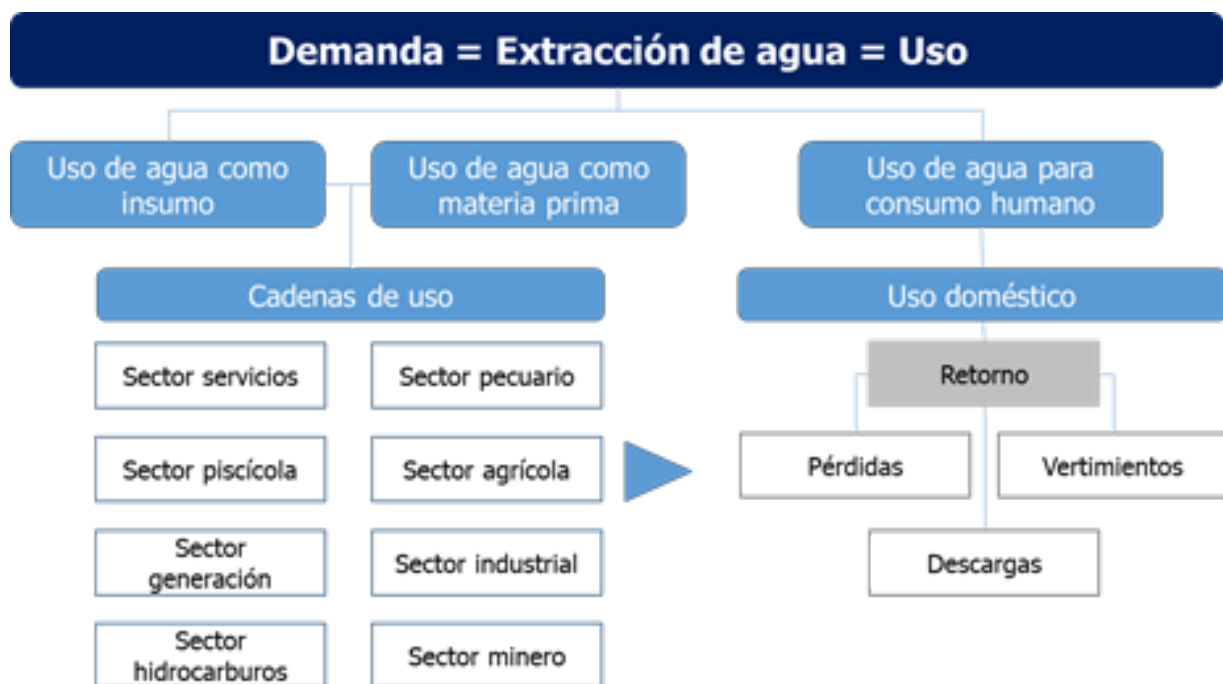 Demanda = Extracción de agua = Uso
Uso de agua como
insumo
Uso de agua como
materia prima
Uso de agua para
consumo humano
Cadenas de uso
Uso doméstico
Sector servicios
Sector pecuario
Retorno
Sector piscícola
Sector agrícola
Pérdidas
Vertimientos
Sector
generación
Sector industrial
Descargas
Sector
hidrocarburos
Sector minero